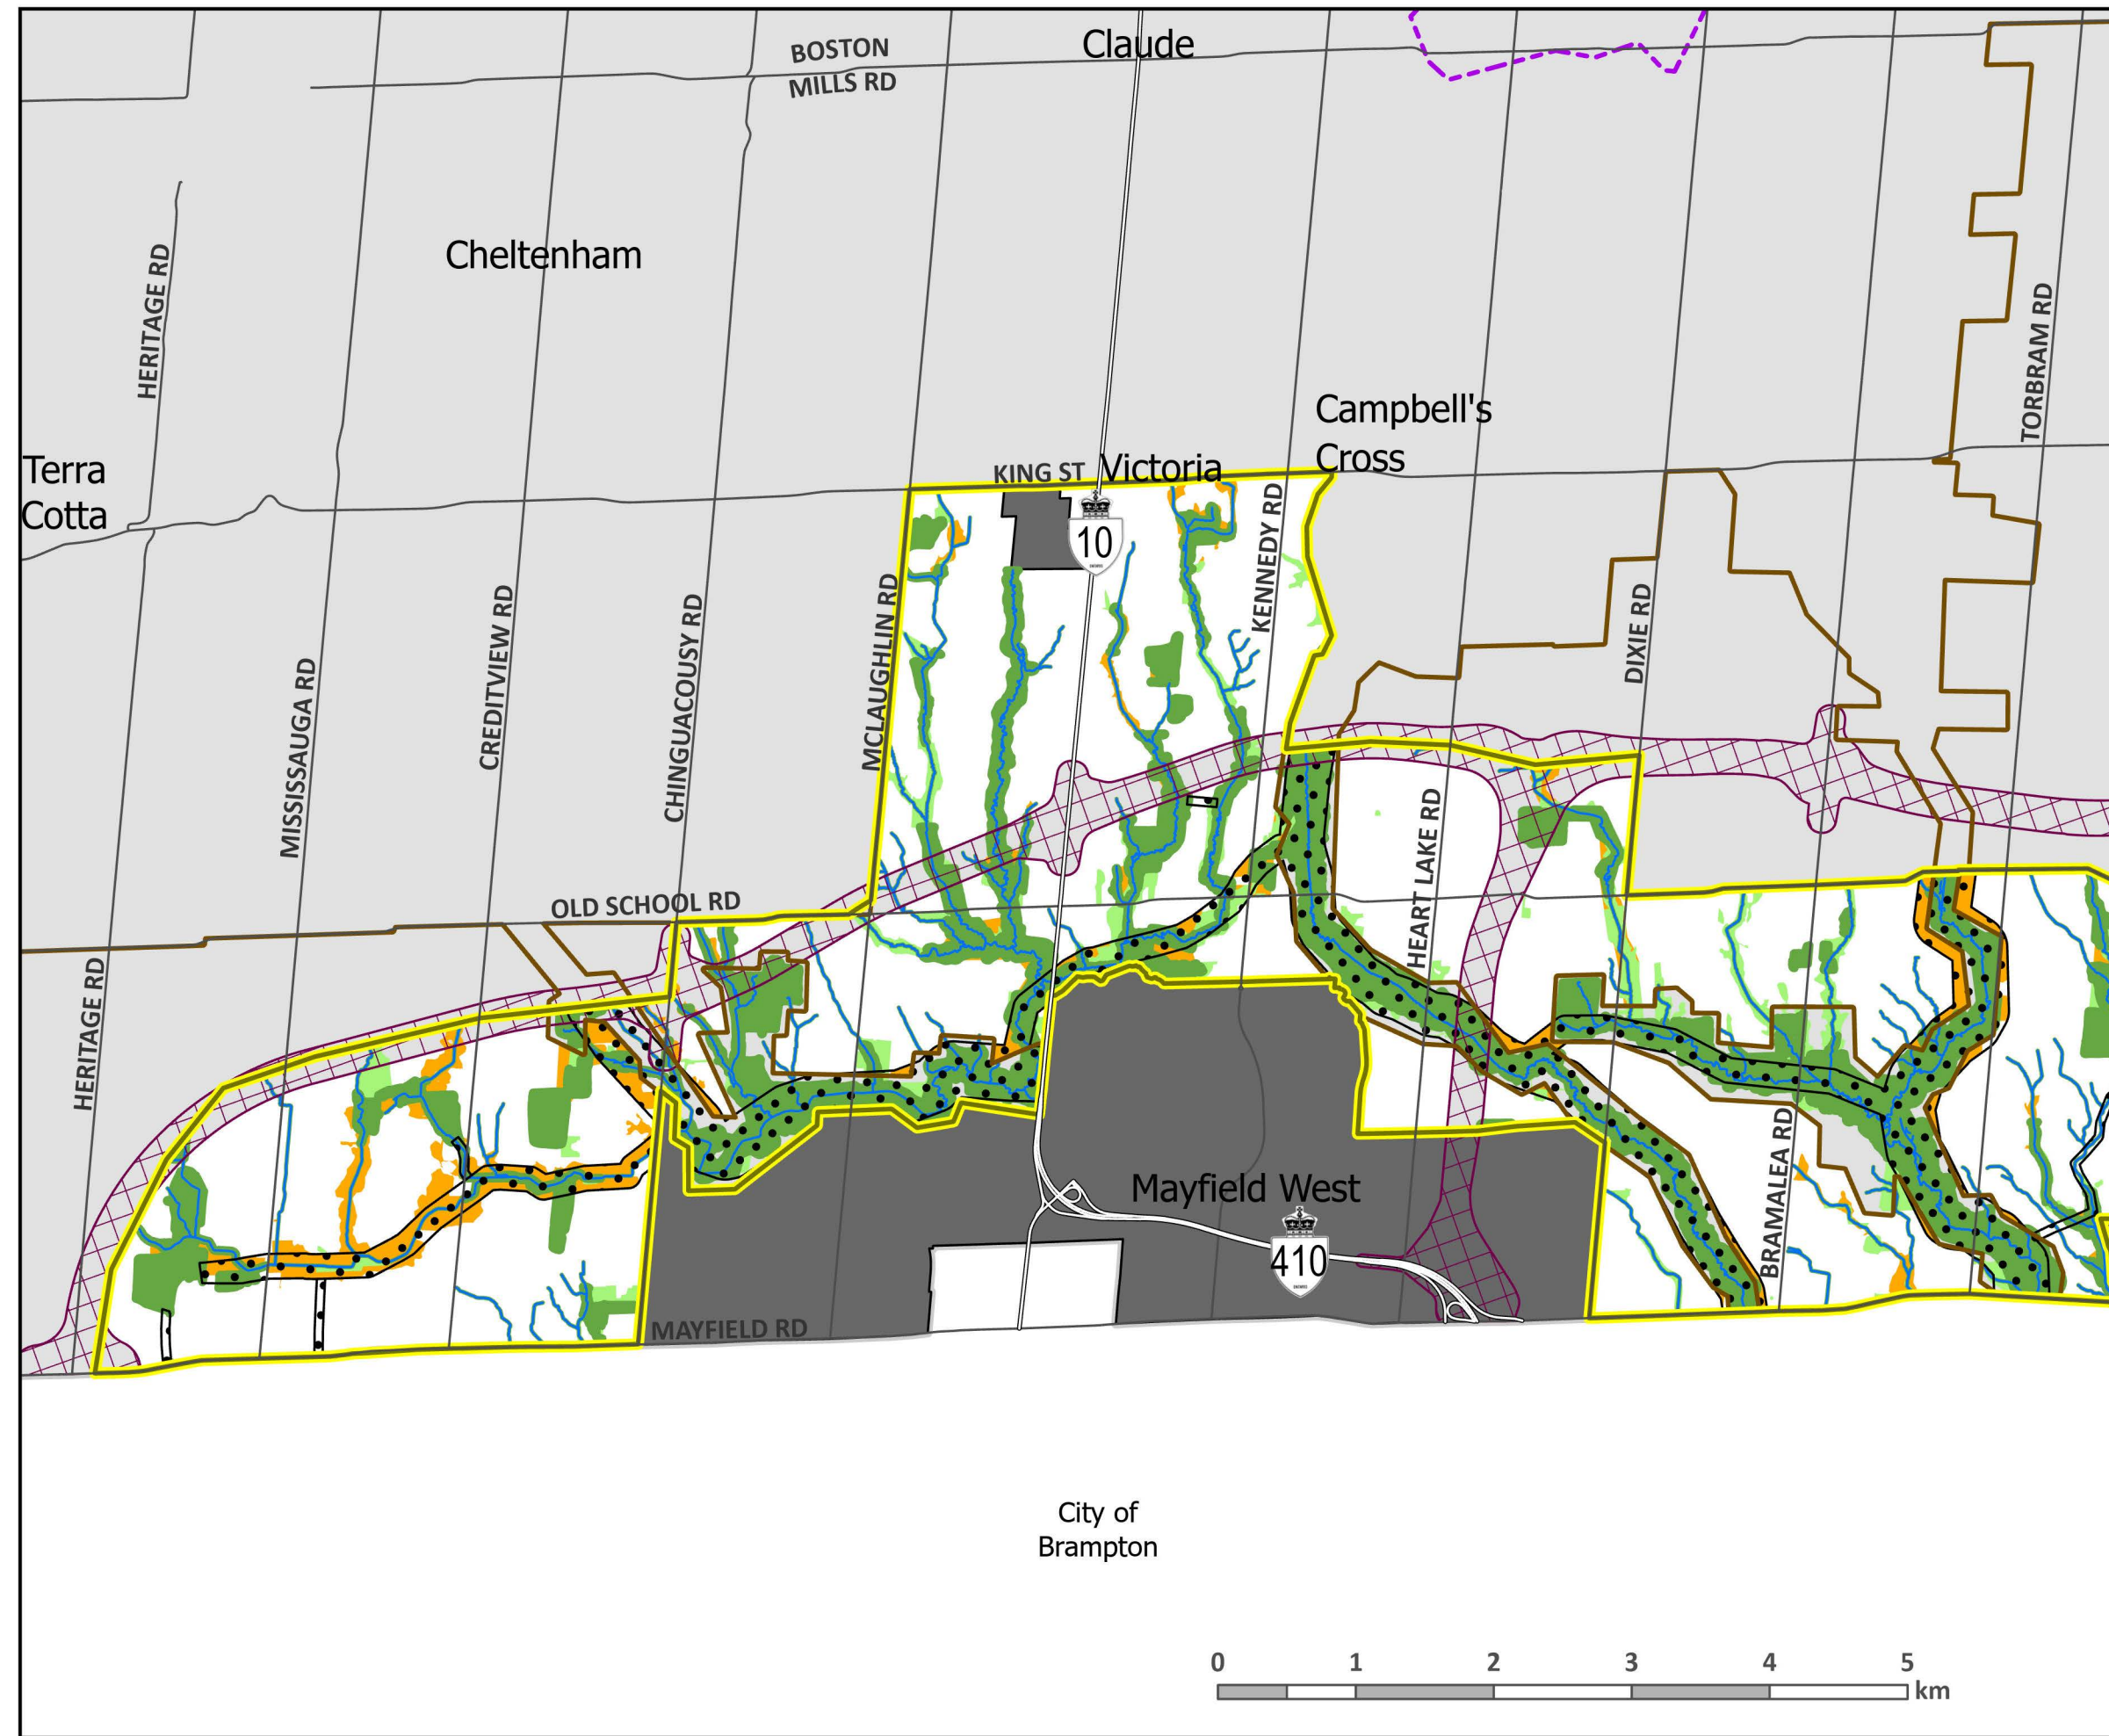 BOSTON
MILLS RD
Claude
Cheltenham
HERITAGE RD
TORBRAM RD
Campbell's
Cross
Terra
Cotta
KING ST
Victoria
10
KENNEDY RD
MCLAUGHLIN RD
CHINGUACOUSY RD
CREDITVIEW RD
MISSISSAUGA RD
DIXIE RD
HEART LAKE RD
OLD SCHOOL RD
HERITAGE RD
BRAMALEA RD
Mayfield West
410
MAYFIELD RD
City of
Brampton
0 1 2 3 4 5
km